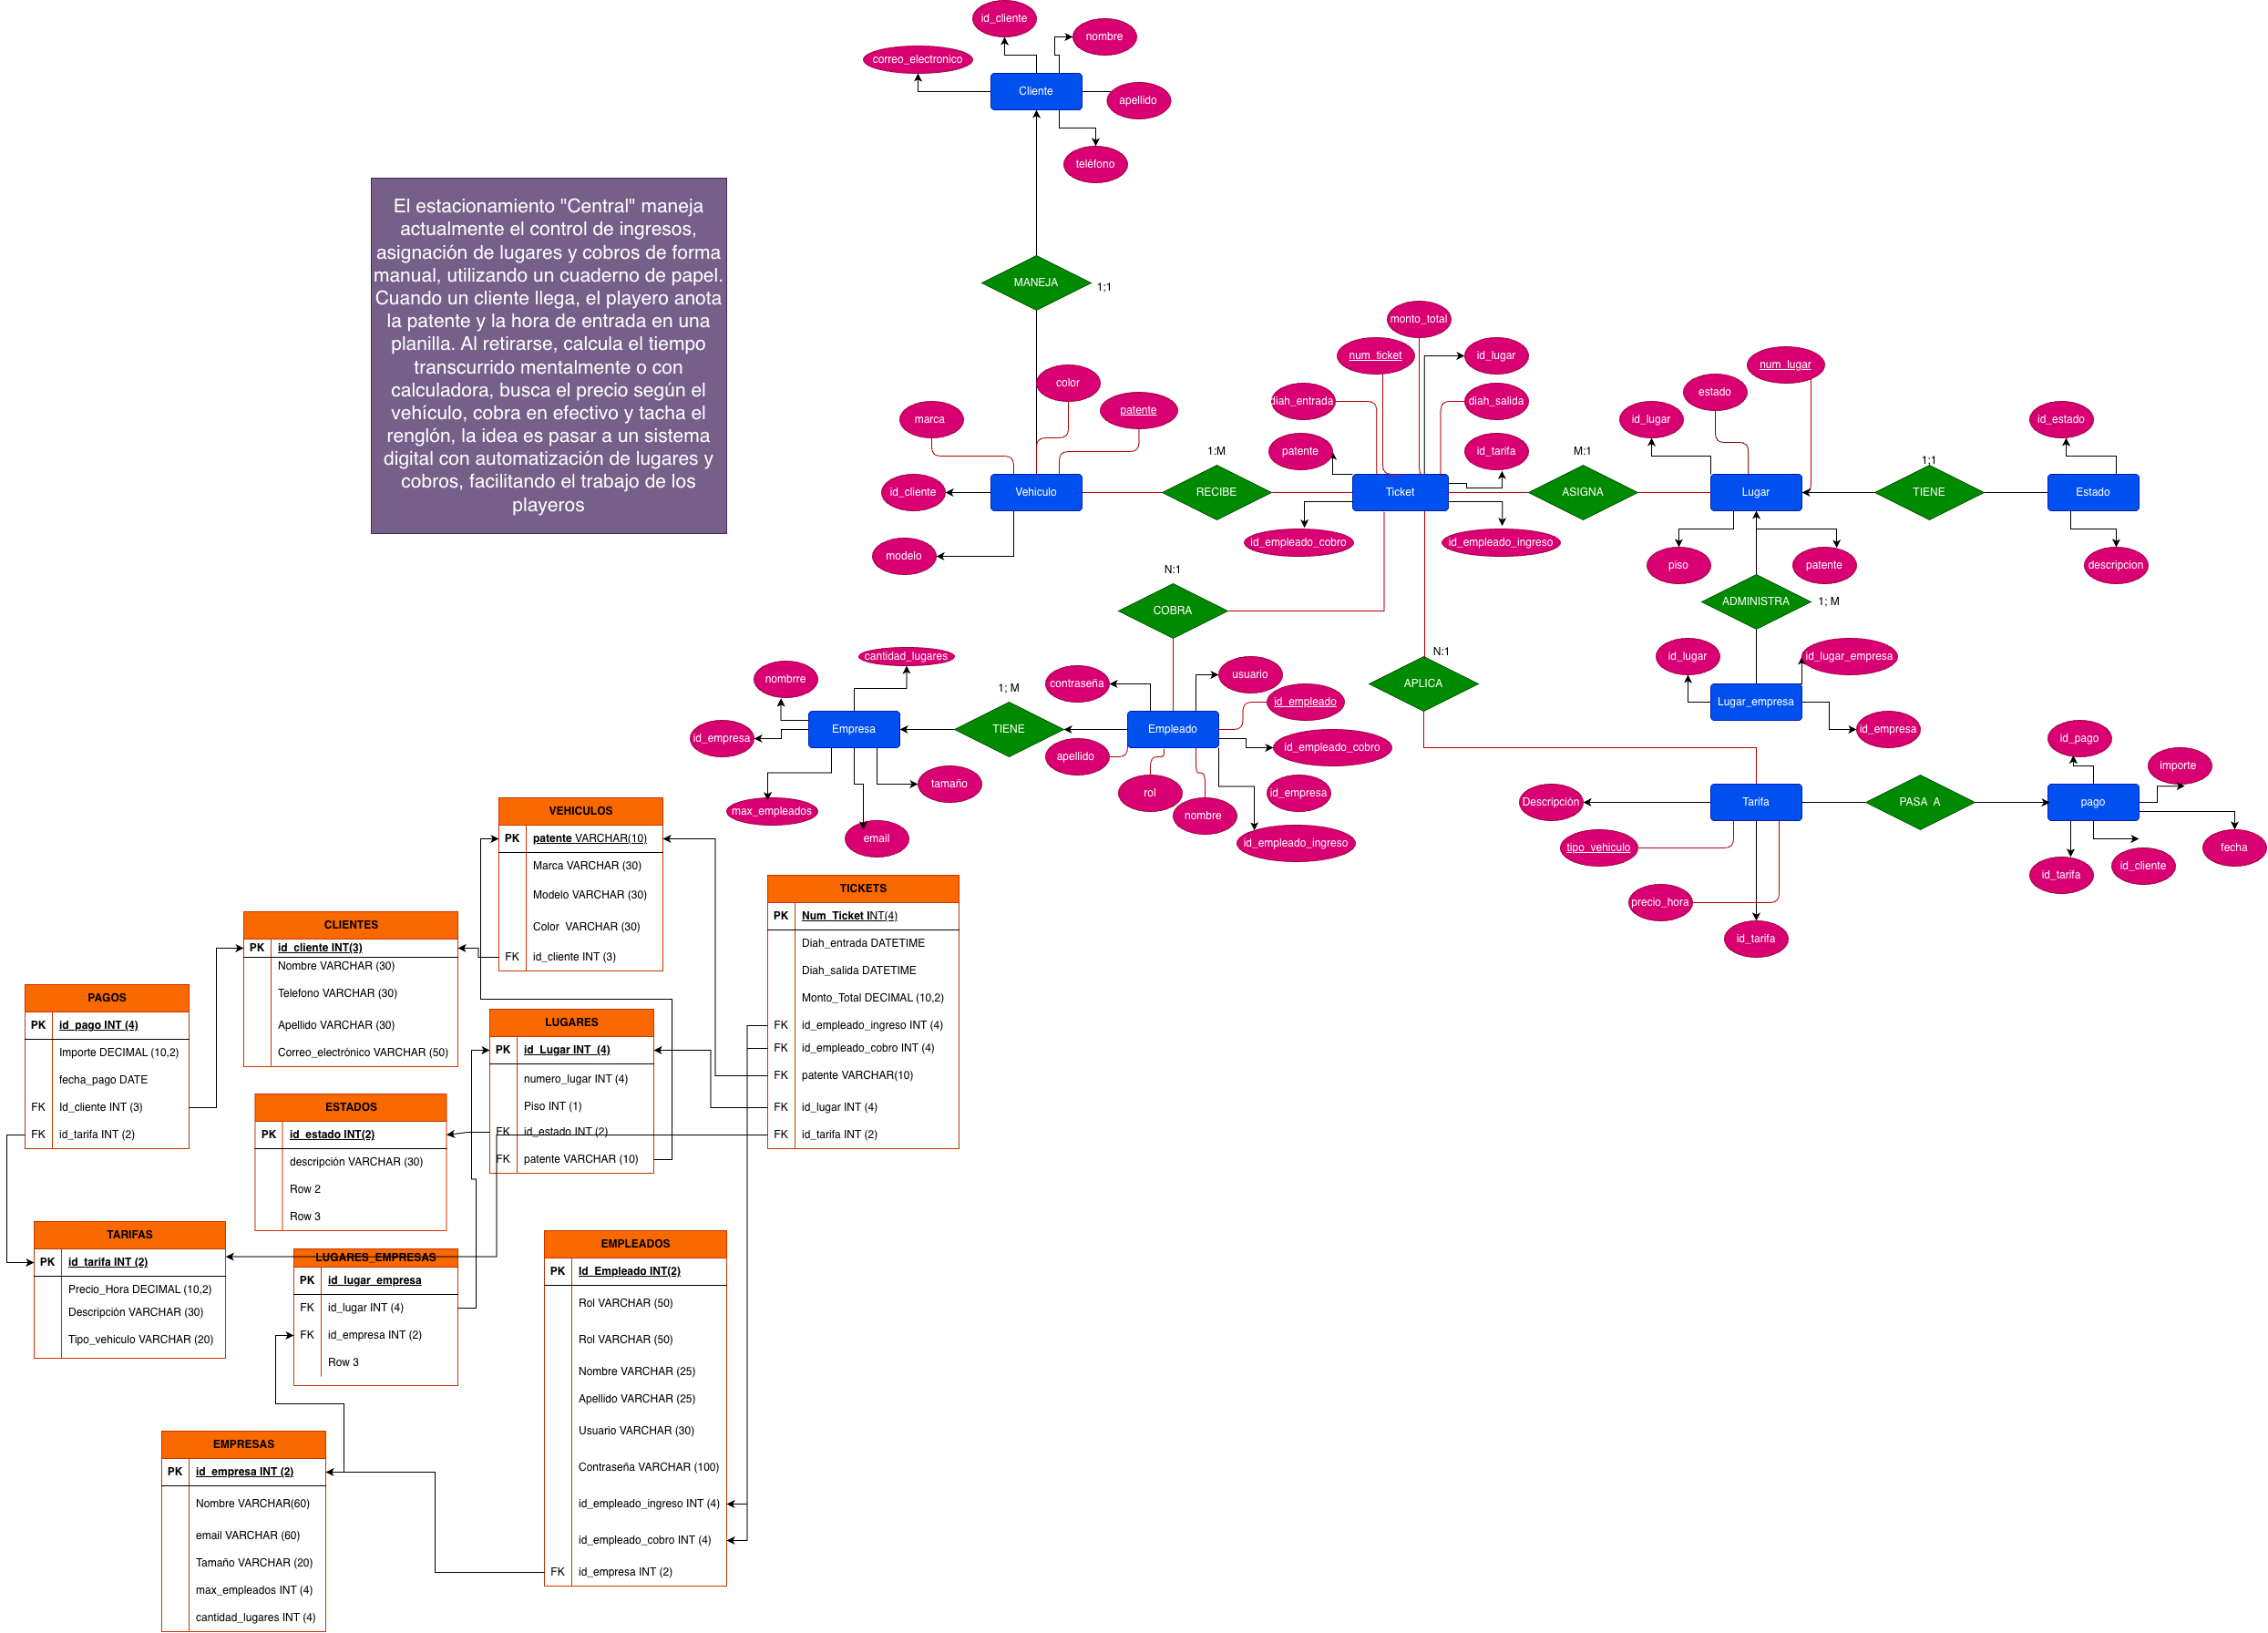 id_cliente
nombre
correo_electronico
Cliente
apellido
teléfono
El estacionamiento "Central" maneja
actualmente el control de ingresos,
asignación de lugares y cobros de forma
manual, utilizando un cuaderno de papel.
Cuando un cliente llega, el playero anota
la patente y la hora de entrada en una
planilla. Al retirarse, calcula el tiempo
transcurrido mentalmente o con
calculadora, busca el precio según el
vehículo, cobra en efectivo y tacha el
renglón, la idea es pasar a un sistema
digital con automatización de lugares y
cobros, facilitando el trabajo de los
playeros
MANEJA
1;1
color
marca
patente
id_cliente
Vehiculo
modelo
1:M
RECIBE
monto_total
num_ticket
id_lugar
diah_entrada
diah_salida
patente
id_tarifa
Ticket
id_empleado_cobro
id_empleado_ingreso
M:1
ASIGNA
num_lugar
estado
id_lugar
Lugar
piso
patente
1;1
TIENE
id_estado
Estado
descripcion
ADMINISTRA
1; M
id_lugar
id_lugar_empresa
Lugar_empresa
id_empresa
N:1
COBRA
N:1
APLICA
cantidad_lugares
nombrre
id_empresa
Empresa
tamaño
max_empleados
email
1; M
TIENE
contraseña
usuario
id_empleado
Empleado
id_empleado_cobro
apellido
rol
nombre
id_empresa
id_empleado_ingreso
Descripción
Tarifa
tipo_vehiculo
precio_hora
id_tarifa
PASA A
id_pago
importe
pago
fecha
id_cliente
id_tarifa
VEHICULOS
PK patente VARCHAR(10)
Marca VARCHAR (30)
Modelo VARCHAR (30)
Color VARCHAR (30)
FK id_cliente INT (3)
TICKETS
PK Num_Ticket INT(4)
Diah_entrada DATETIME
Diah_salida DATETIME
Monto_Total DECIMAL (10,2)
FK id_empleado_ingreso INT (4)
FK id_empleado_cobro INT (4)
FK patente VARCHAR(10)
FK id_lugar INT (4)
FK id_tarifa INT (2)
CLIENTES
PK id_cliente INT(3)
Nombre VARCHAR (30)
Telefono VARCHAR (30)
Apellido VARCHAR (30)
Correo_electrónico VARCHAR (50)
PAGOS
PK id_pago INT (4)
Importe DECIMAL (10,2)
fecha_pago DATE
FK Id_cliente INT (3)
FK id_tarifa INT (2)
LUGARES
PK id_Lugar INT (4)
numero_lugar INT (4)
Piso INT (1)
FK id_estado INT (2)
FK patente VARCHAR (10)
ESTADOS
PK id_estado INT(2)
descripción VARCHAR (30)
Row 2
Row 3
TARIFAS
PK id_tarifa INT (2)
Precio_Hora DECIMAL (10,2)
Descripción VARCHAR (30)
Tipo_vehiculo VARCHAR (20)
LUGARES_EMPRESAS
PK id_lugar_empresa
FK id_lugar INT (4)
FK id_empresa INT (2)
Row 3
EMPLEADOS
PK Id_Empleado INT(2)
Rol VARCHAR (50)
Rol VARCHAR (50)
Nombre VARCHAR (25)
Apellido VARCHAR (25)
Usuario VARCHAR (30)
Contraseña VARCHAR (100)
id_empleado_ingreso INT (4)
id_empleado_cobro INT (4)
FK id_empresa INT (2)
EMPRESAS
PK id_empresa INT (2)
Nombre VARCHAR(60)
email VARCHAR (60)
Tamaño VARCHAR (20)
max_empleados INT (4)
cantidad_lugares INT (4)